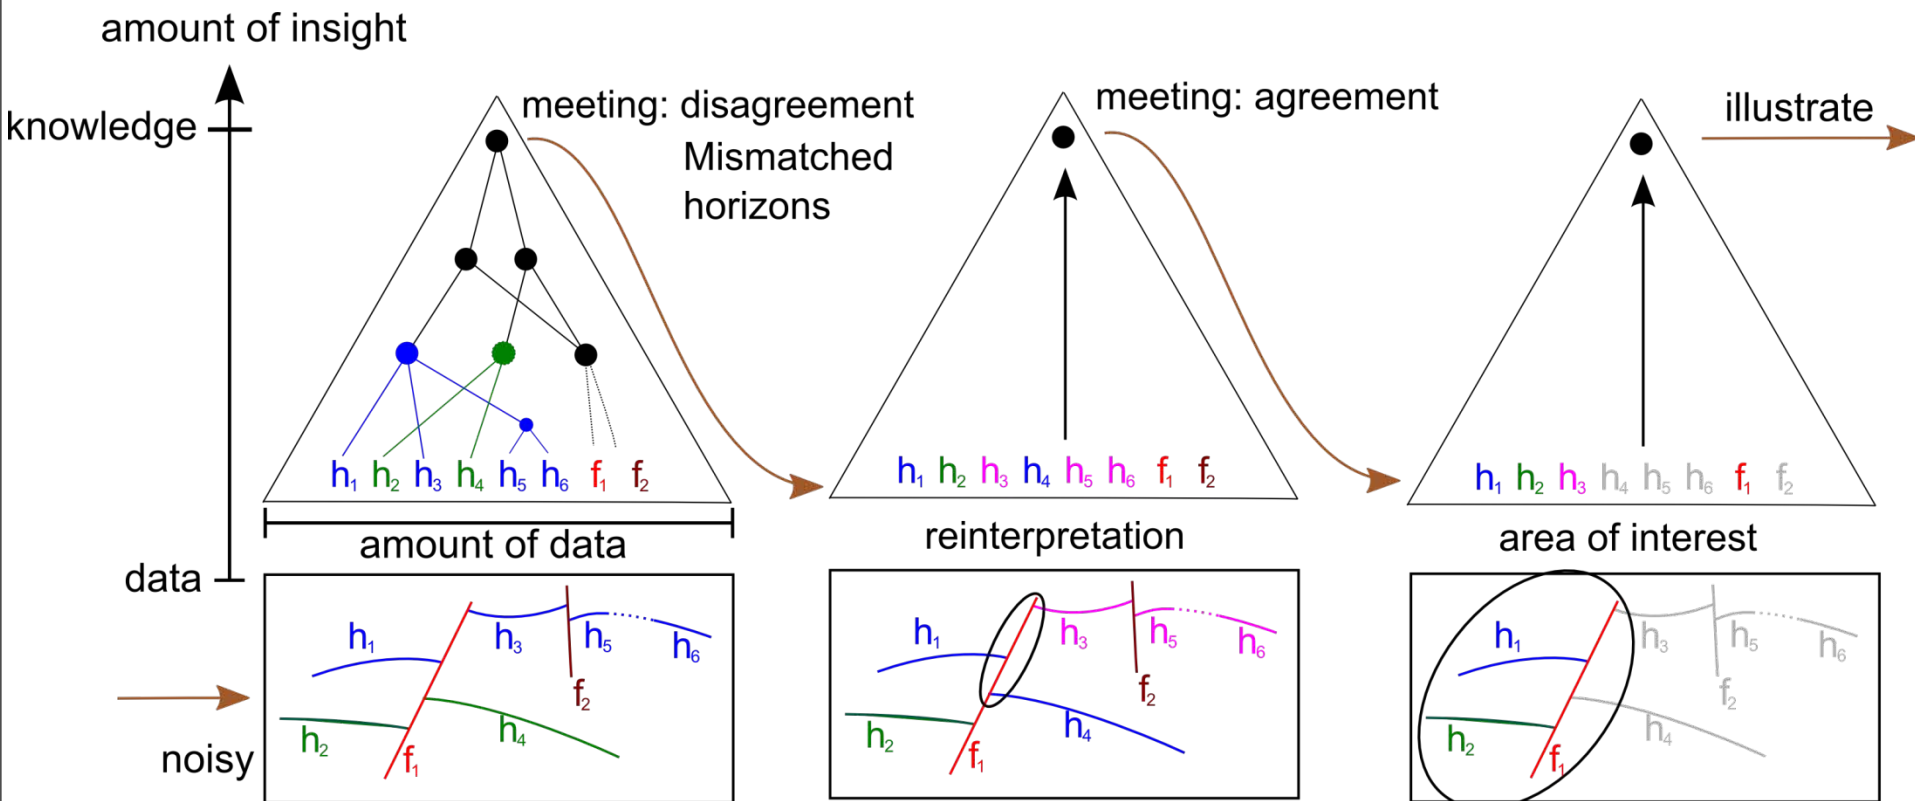 amount of insight
knowledge
meeting: disagreement
Mismatched
horizons
meeting: agreement
illustrate
h1 h2 h3 h4 h5 h6 f1 f2
h1 h2 h3 h4 h5 h6 f1 f2
h1 h2 h3 h4 h5 h6 f1 f2
amount of data
reinterpretation
area of interest
data
h1 h3 h5 h6
f2
h2 h4
f1
h1 h3 h5 h6
f2
h2 h4
f1
h1 h3 h5 h6
f2
h2 h4
f1
noisy